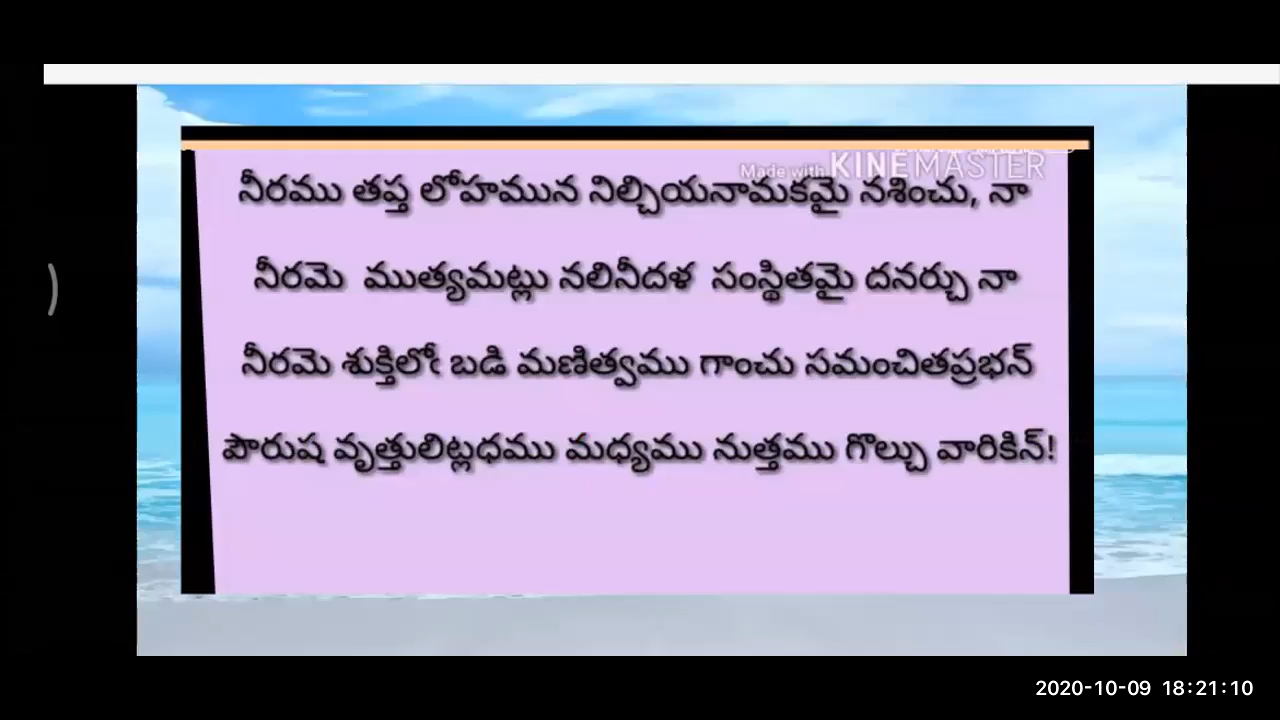 Made with KINEMASTER
నీరము తప్త లోహమున నిల్చియనామకమై నశించు, నా
నీరమె ముత్యమట్లు నలినీదళ సంస్థితమై దనర్చు నా
నీరమె శుక్తిలోఁ బడి మణిత్వము గాంచు సమంచితప్రభన్
పౌరుష వృత్తులిట్లధము మధ్యము నుత్తము గొల్చు వారికిన్!
2020-10-09 18:21:10